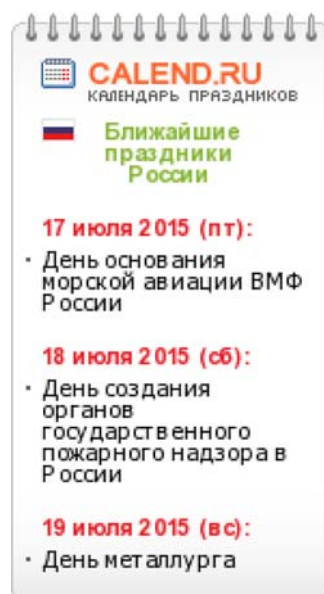 CALEND.RU
КАЛЕНДАРЬ ПРАЗДНИКОВ
Ближайшие
праздники
России
17 июля 2015 (пт):
· День основания
морской авиации ВМФ
России
18 июля 2015 (сб):
· День создания
органов
государственного
пожарного надзора в
России
19 июля 2015 (вс):
· День металлурга